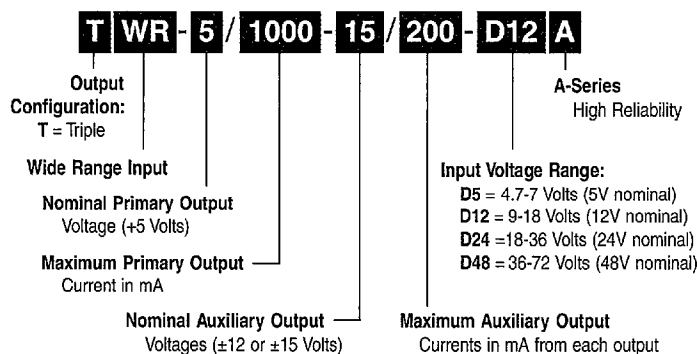 T WR-5/1000-15/200-D12 A
Output
Configuration:
T = Triple
Wide Range Input
Nominal Primary Output
Voltage (+5 Volts)
Maximum Primary Output
Current in mA
Nominal Auxiliary Output
Voltages (±12 or ±15 Volts)
A-Series
High Reliability
Input Voltage Range:
D5 = 4.7-7 Volts (5V nominal)
D12 = 9-18 Volts (12V nominal)
D24 =18-36 Volts (24V nominal)
D48 = 36-72 Volts (48V nominal)
Maximum Auxiliary Output
Currents in mA from each output